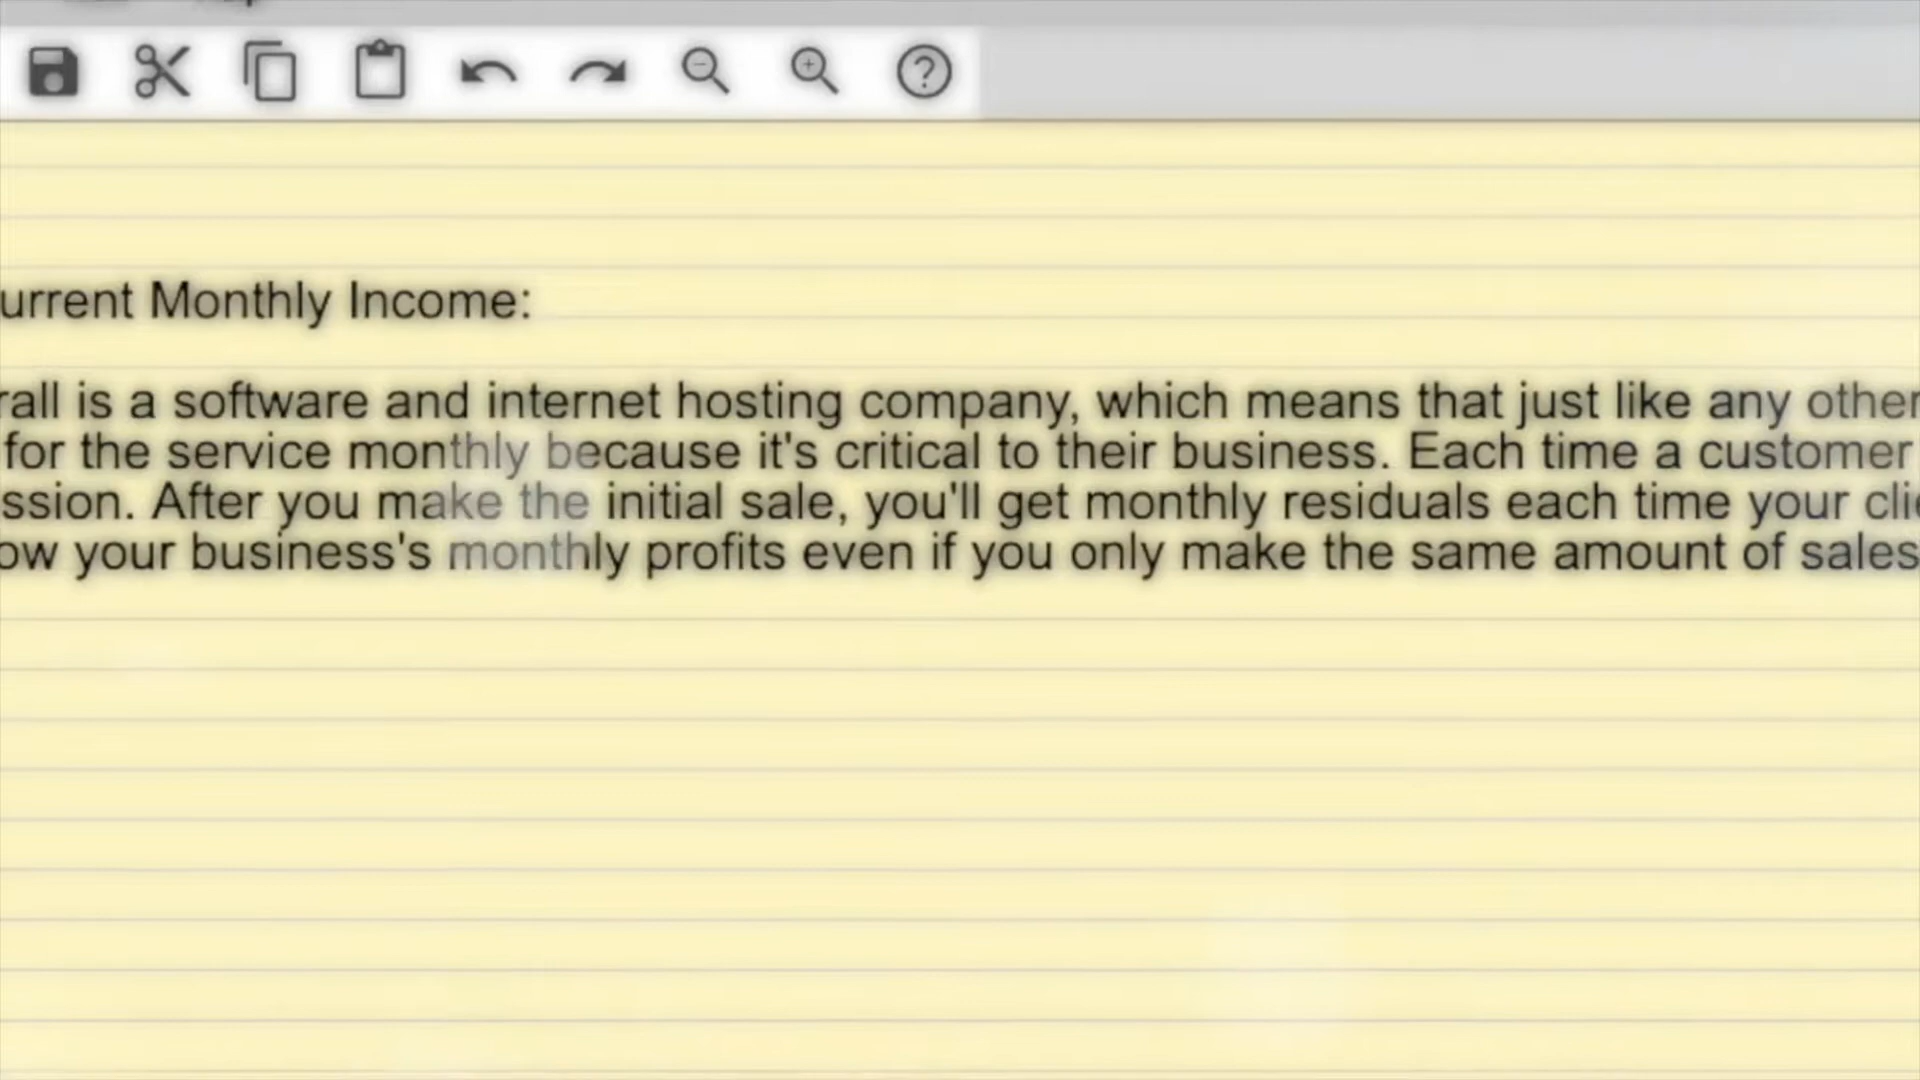 urrent Monthly Income:
rall is a software and internet hosting company, which means that just like any other
for the service monthly because it's critical to their business. Each time a customer
ssion. After you make the initial sale, you'll get monthly residuals each time your clie
ow your business's monthly profits even if you only make the same amount of sales